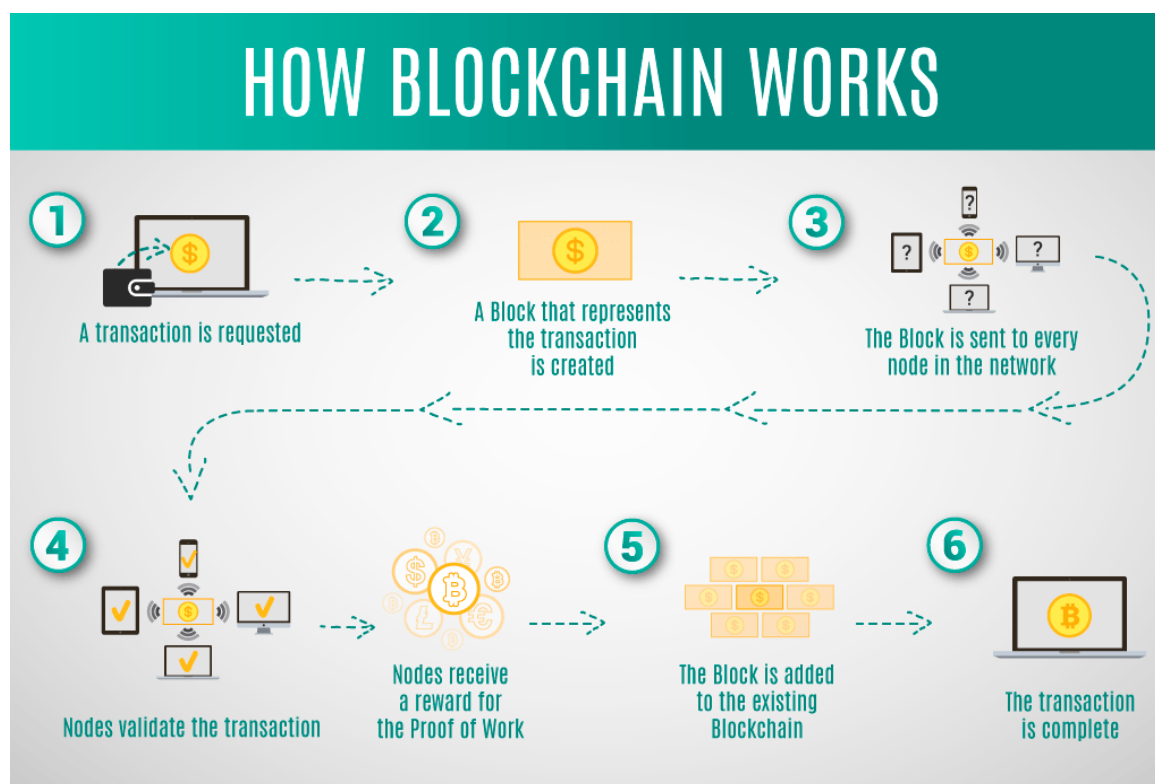 HOW BLOCKCHAIN WORKS
1
A transaction is requested
2
A Block that represents
the transaction
is created
3
? 
?
?
?
The Block is sent to every
node in the network
4
Nodes validate the transaction
Nodes receive
a reward for
the Proof of Work
5
The Block is added
to the existing
Blockchain
6
The transaction
is complete